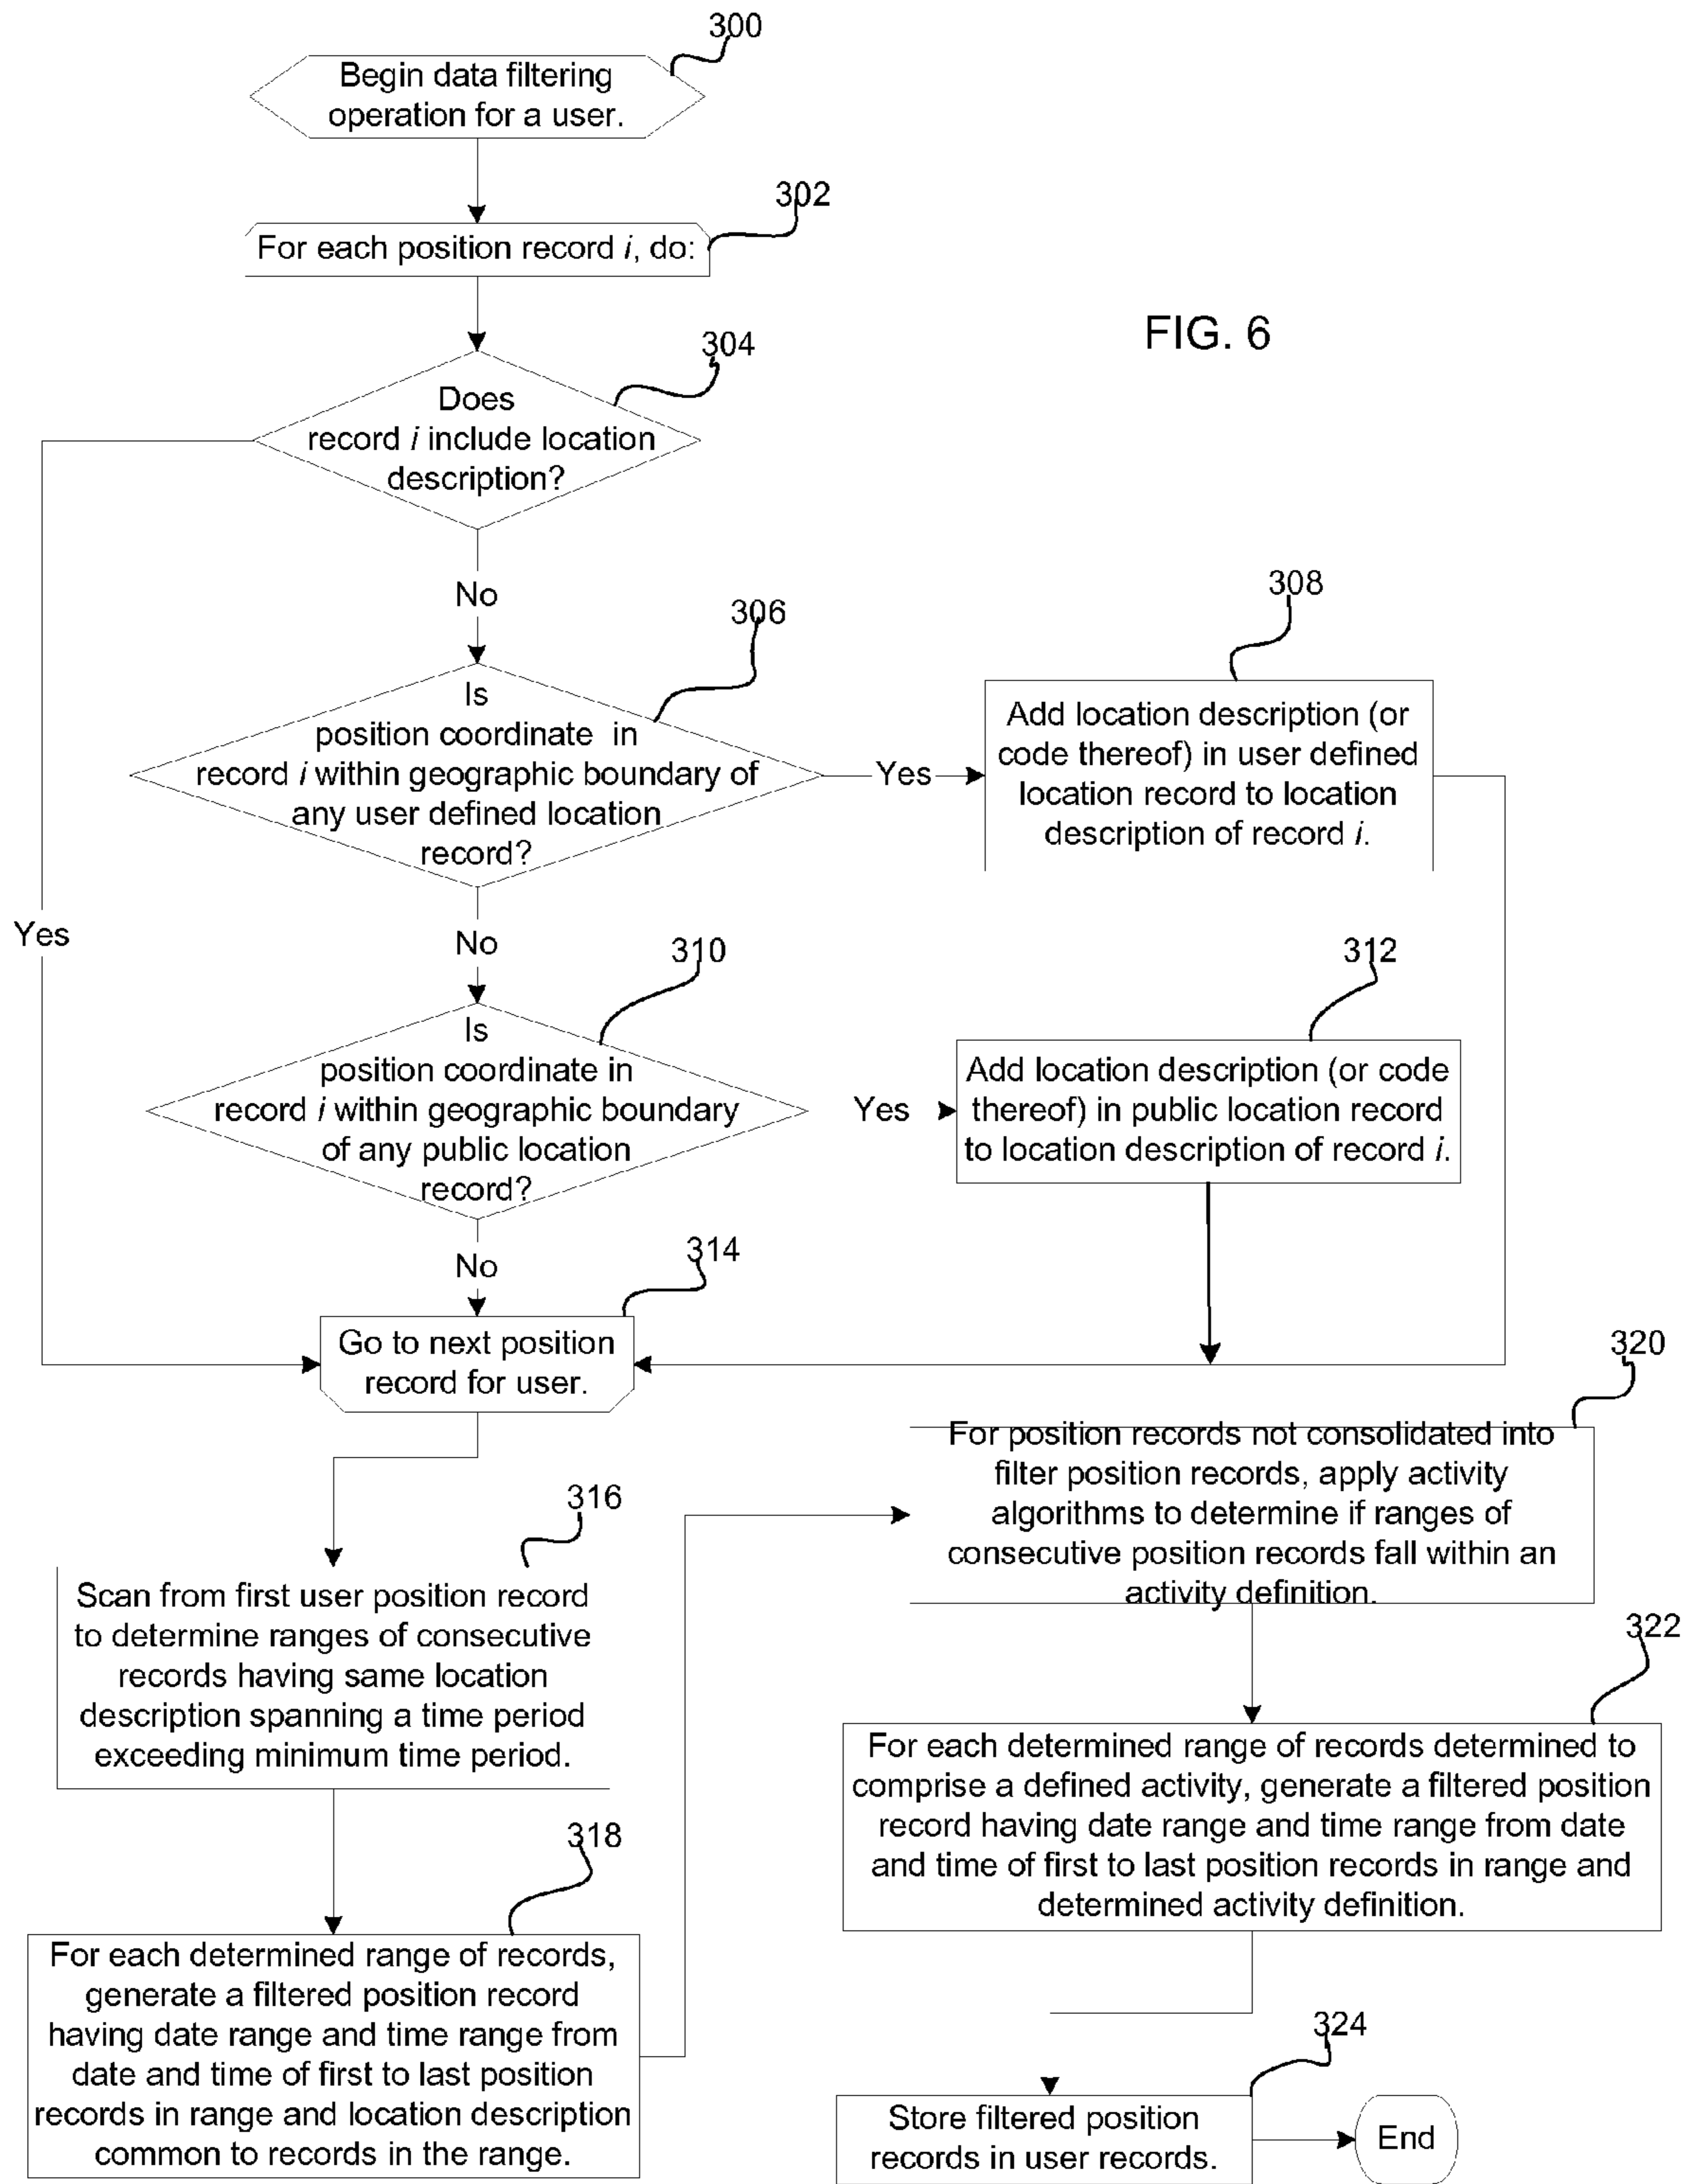 300
Begin data filtering
operation for a user.
302
For each position record i, do:
FIG. 6
304
Does
record i include location
description?
No
306
Is
position coordinate in
record i within geographic boundary of
any user defined location
record?
Yes
308
Add location description (or
code thereof) in user defined
location record to location
description of record i.
Yes
No
310
Is
position coordinate in
record i within geographic boundary
of any public location
record?
Yes
312
Add location description (or code
thereof) in public location record
to location description of record i.
No
314
Go to next position
record for user.
316
Scan from first user position record
to determine ranges of consecutive
records having same location
description spanning a time period
exceeding minimum time period.
318
For each determined range of records,
generate a filtered position record
having date range and time range from
date and time of first to last position
records in range and location description
common to records in the range.
320
For position records not consolidated into
filter position records, apply activity
algorithms to determine if ranges of
consecutive position records fall within an
activity definition.
322
For each determined range of records determined to
comprise a defined activity, generate a filtered position
record having date range and time range from date
and time of first to last position records in range and
determined activity definition.
324
Store filtered position
records in user records.
End